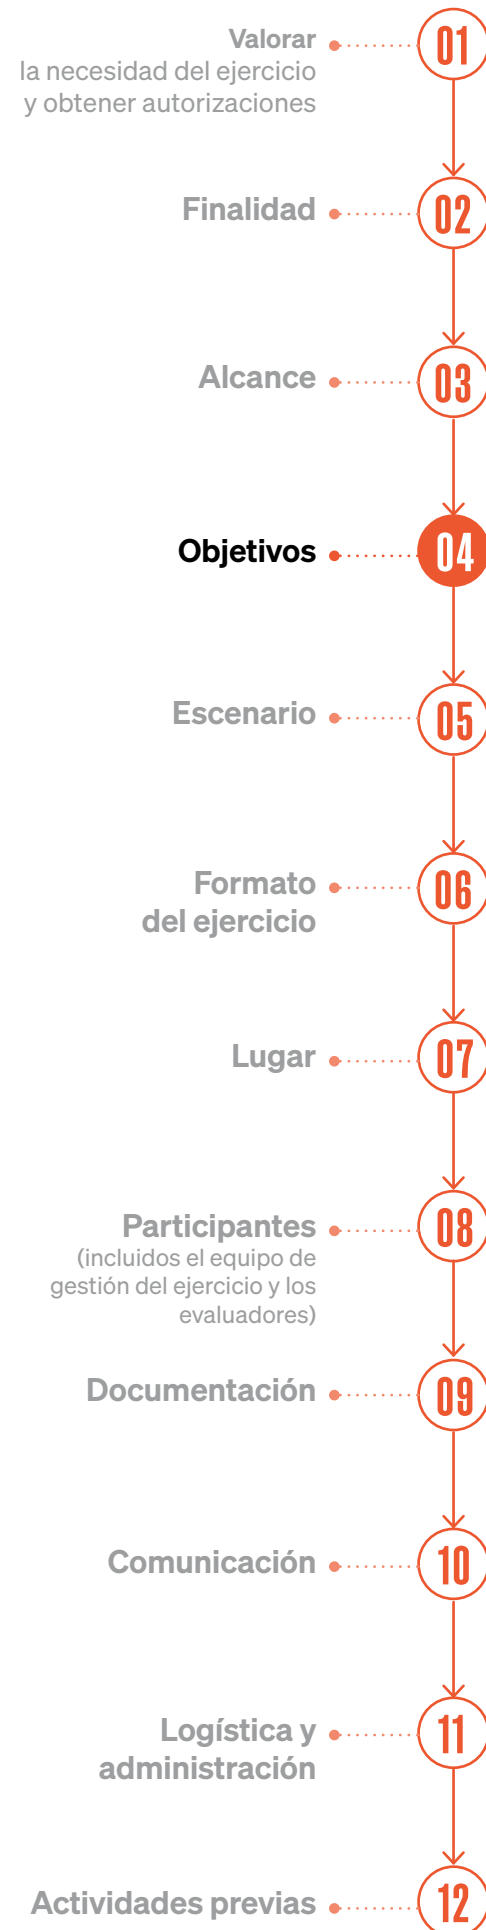 Valorar
la necesidad del ejercicio
y obtener autorizaciones
01
Finalidad
02
Alcance
03
Objetivos
04
Escenario
05
Formato
del ejercicio
06
Lugar
07
Participantes
(incluidos el equipo de
gestión del ejercicio y los
evaluadores)
08
Documentación
09
Comunicación
10
Logística y
administración
11
Actividades previas
12